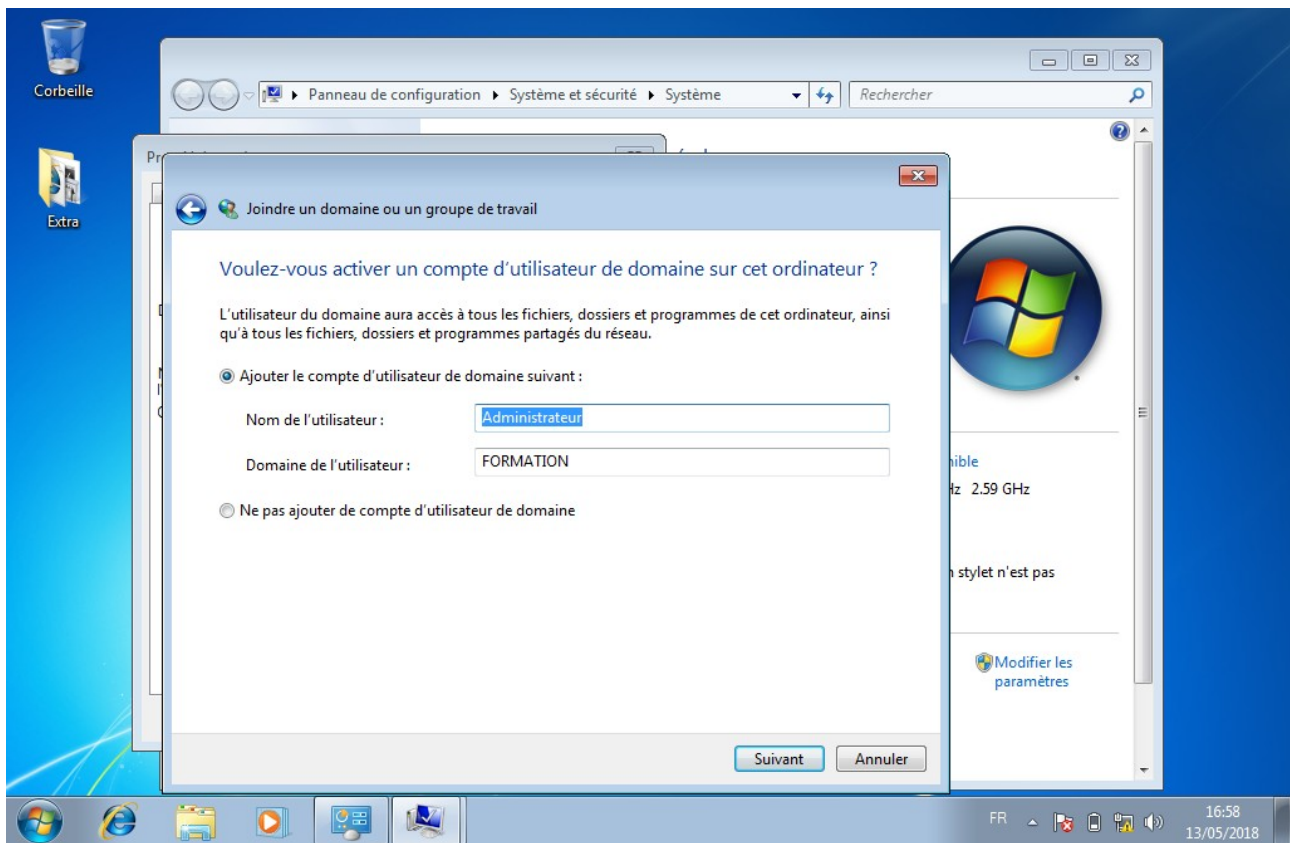 Corbeille
Extra
Panneau de configuration
Système et sécurité
Système
Rechercher
Joindre un domaine ou un groupe de travail
Voulez-vous activer un compte d'utilisateur de domaine sur cet ordinateur ?
L'utilisateur du domaine aura accès à tous les fichiers, dossiers et programmes de cet ordinateur, ainsi
qu'à tous les fichiers, dossiers et programmes partagés du réseau.
Ajouter le compte d'utilisateur de domaine suivant :
Nom de l'utilisateur : Administrateur
Domaine de l'utilisateur : FORMATION
Ne pas ajouter de compte d'utilisateur de domaine
2.59 GHz
stylet n'est pas
Modifier les
paramètres
Suivant Annuler
FR
16:58
13/05/2018